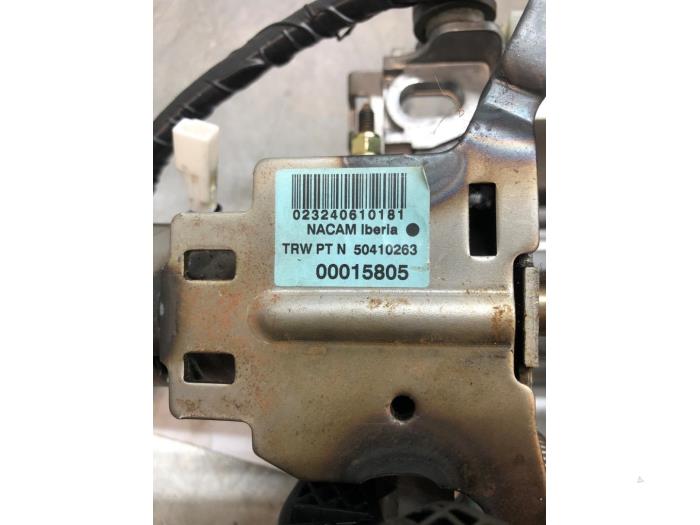 023240610181
NACAM Iberia
TRW PT N 50410263
00015805